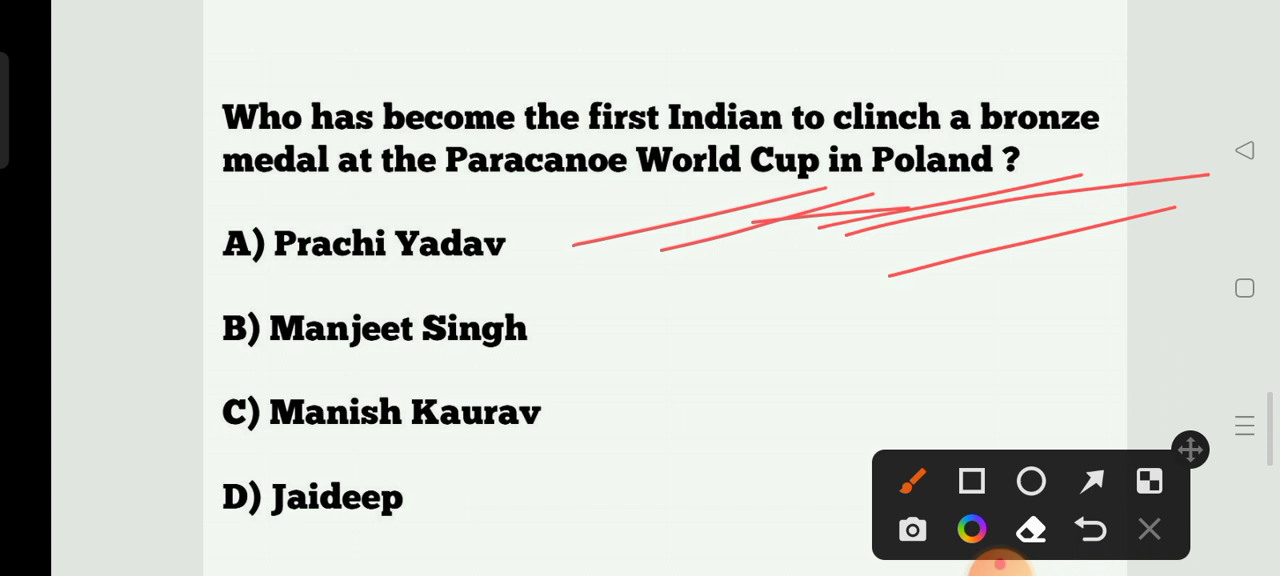 Who has become the first Indian to clinch a bronze
medal at the Paracanoe World Cup in Poland ?
A) Prachi Yadav
B) Manjeet Singh
C) Manish Kaurav
D) Jaideep